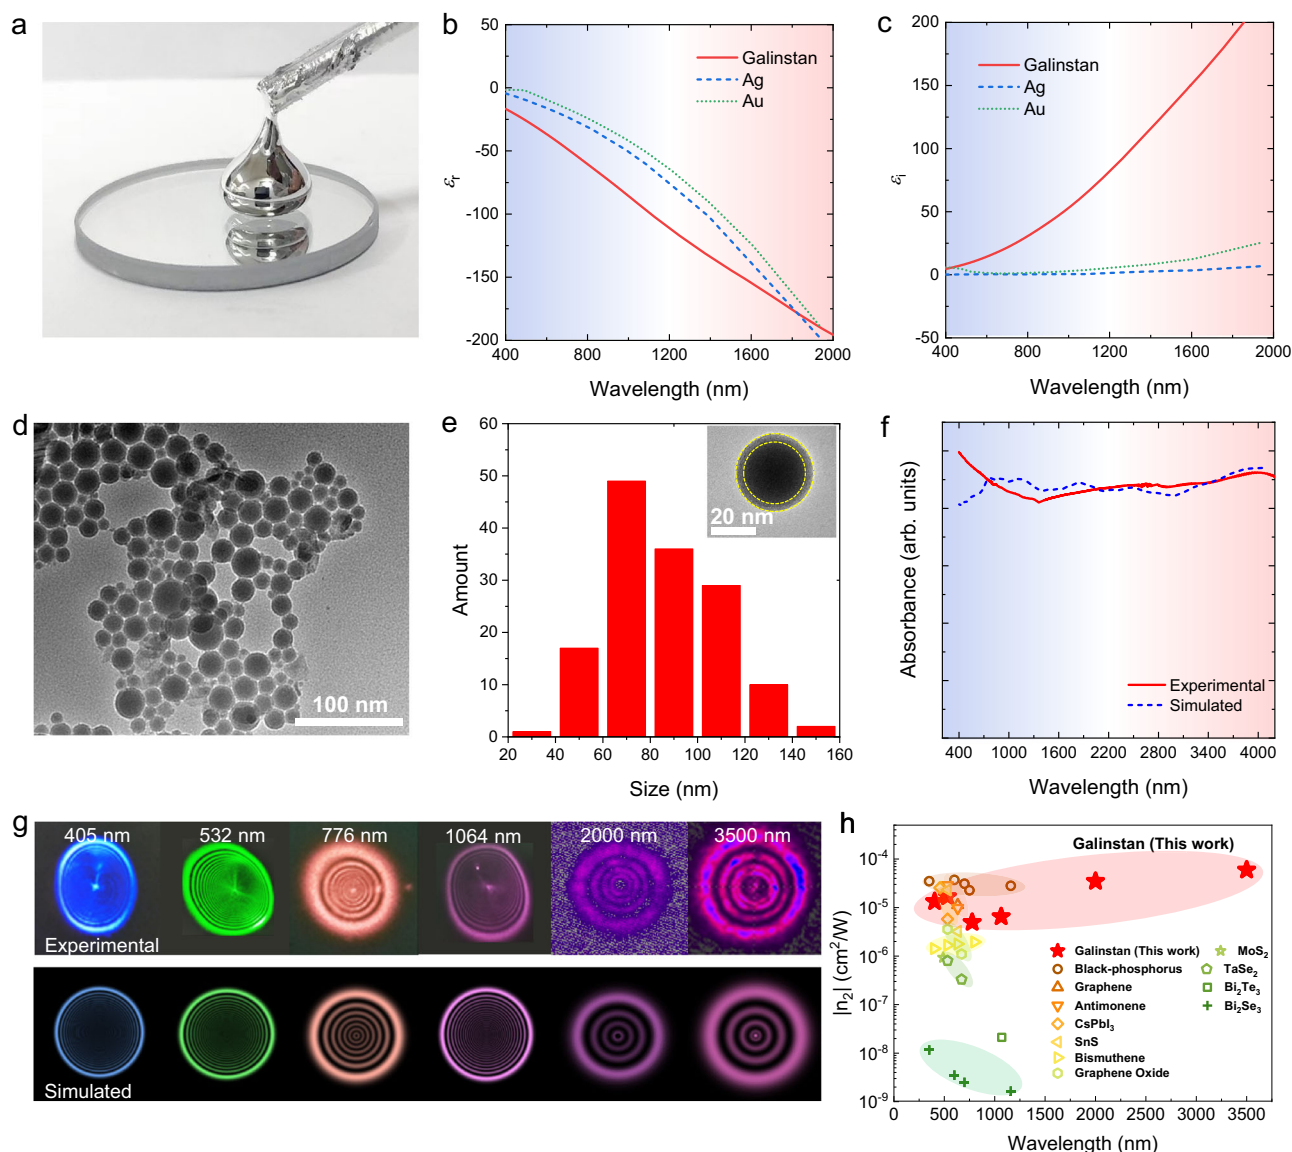 a
b
50
0
-50
-100
-150
-200
400
800
1200
1600
2000
εr
Wavelength (nm)
Galinstan
Ag
Au
c
200
150
100
50
0
-50
400
800
1200
1600
2000
εi
Wavelength (nm)
Galinstan
Ag
Au
d
100 nm
e
60
50
40
30
20
10
0
20
40
60
80
100
120
140
160
Amount
Size (nm)
20 nm
f
Absorbance (arb. units)
Experimental
Simulated
400
1000
1600
2200
2800
3400
4000
Wavelength (nm)
g
405 nm
532 nm
776 nm
1064 nm
2000 nm
3500 nm
Experimental
Simulated
h
Galinstan (This work)
10⁻⁴
10⁻⁵
10⁻⁶
10⁻⁷
10⁻⁸
10⁻⁹
|n₂| (cm²/W)
Galinstan (This work)
Black-phosphorus
Graphene
Antimonene
CsPbI₃
SnS
Bismuthene
Graphene Oxide
MoS₂
TaSe₂
Bi₂Te₃
Bi₂Se₃
0
500
1000
1500
2000
2500
3000
3500
Wavelength (nm)